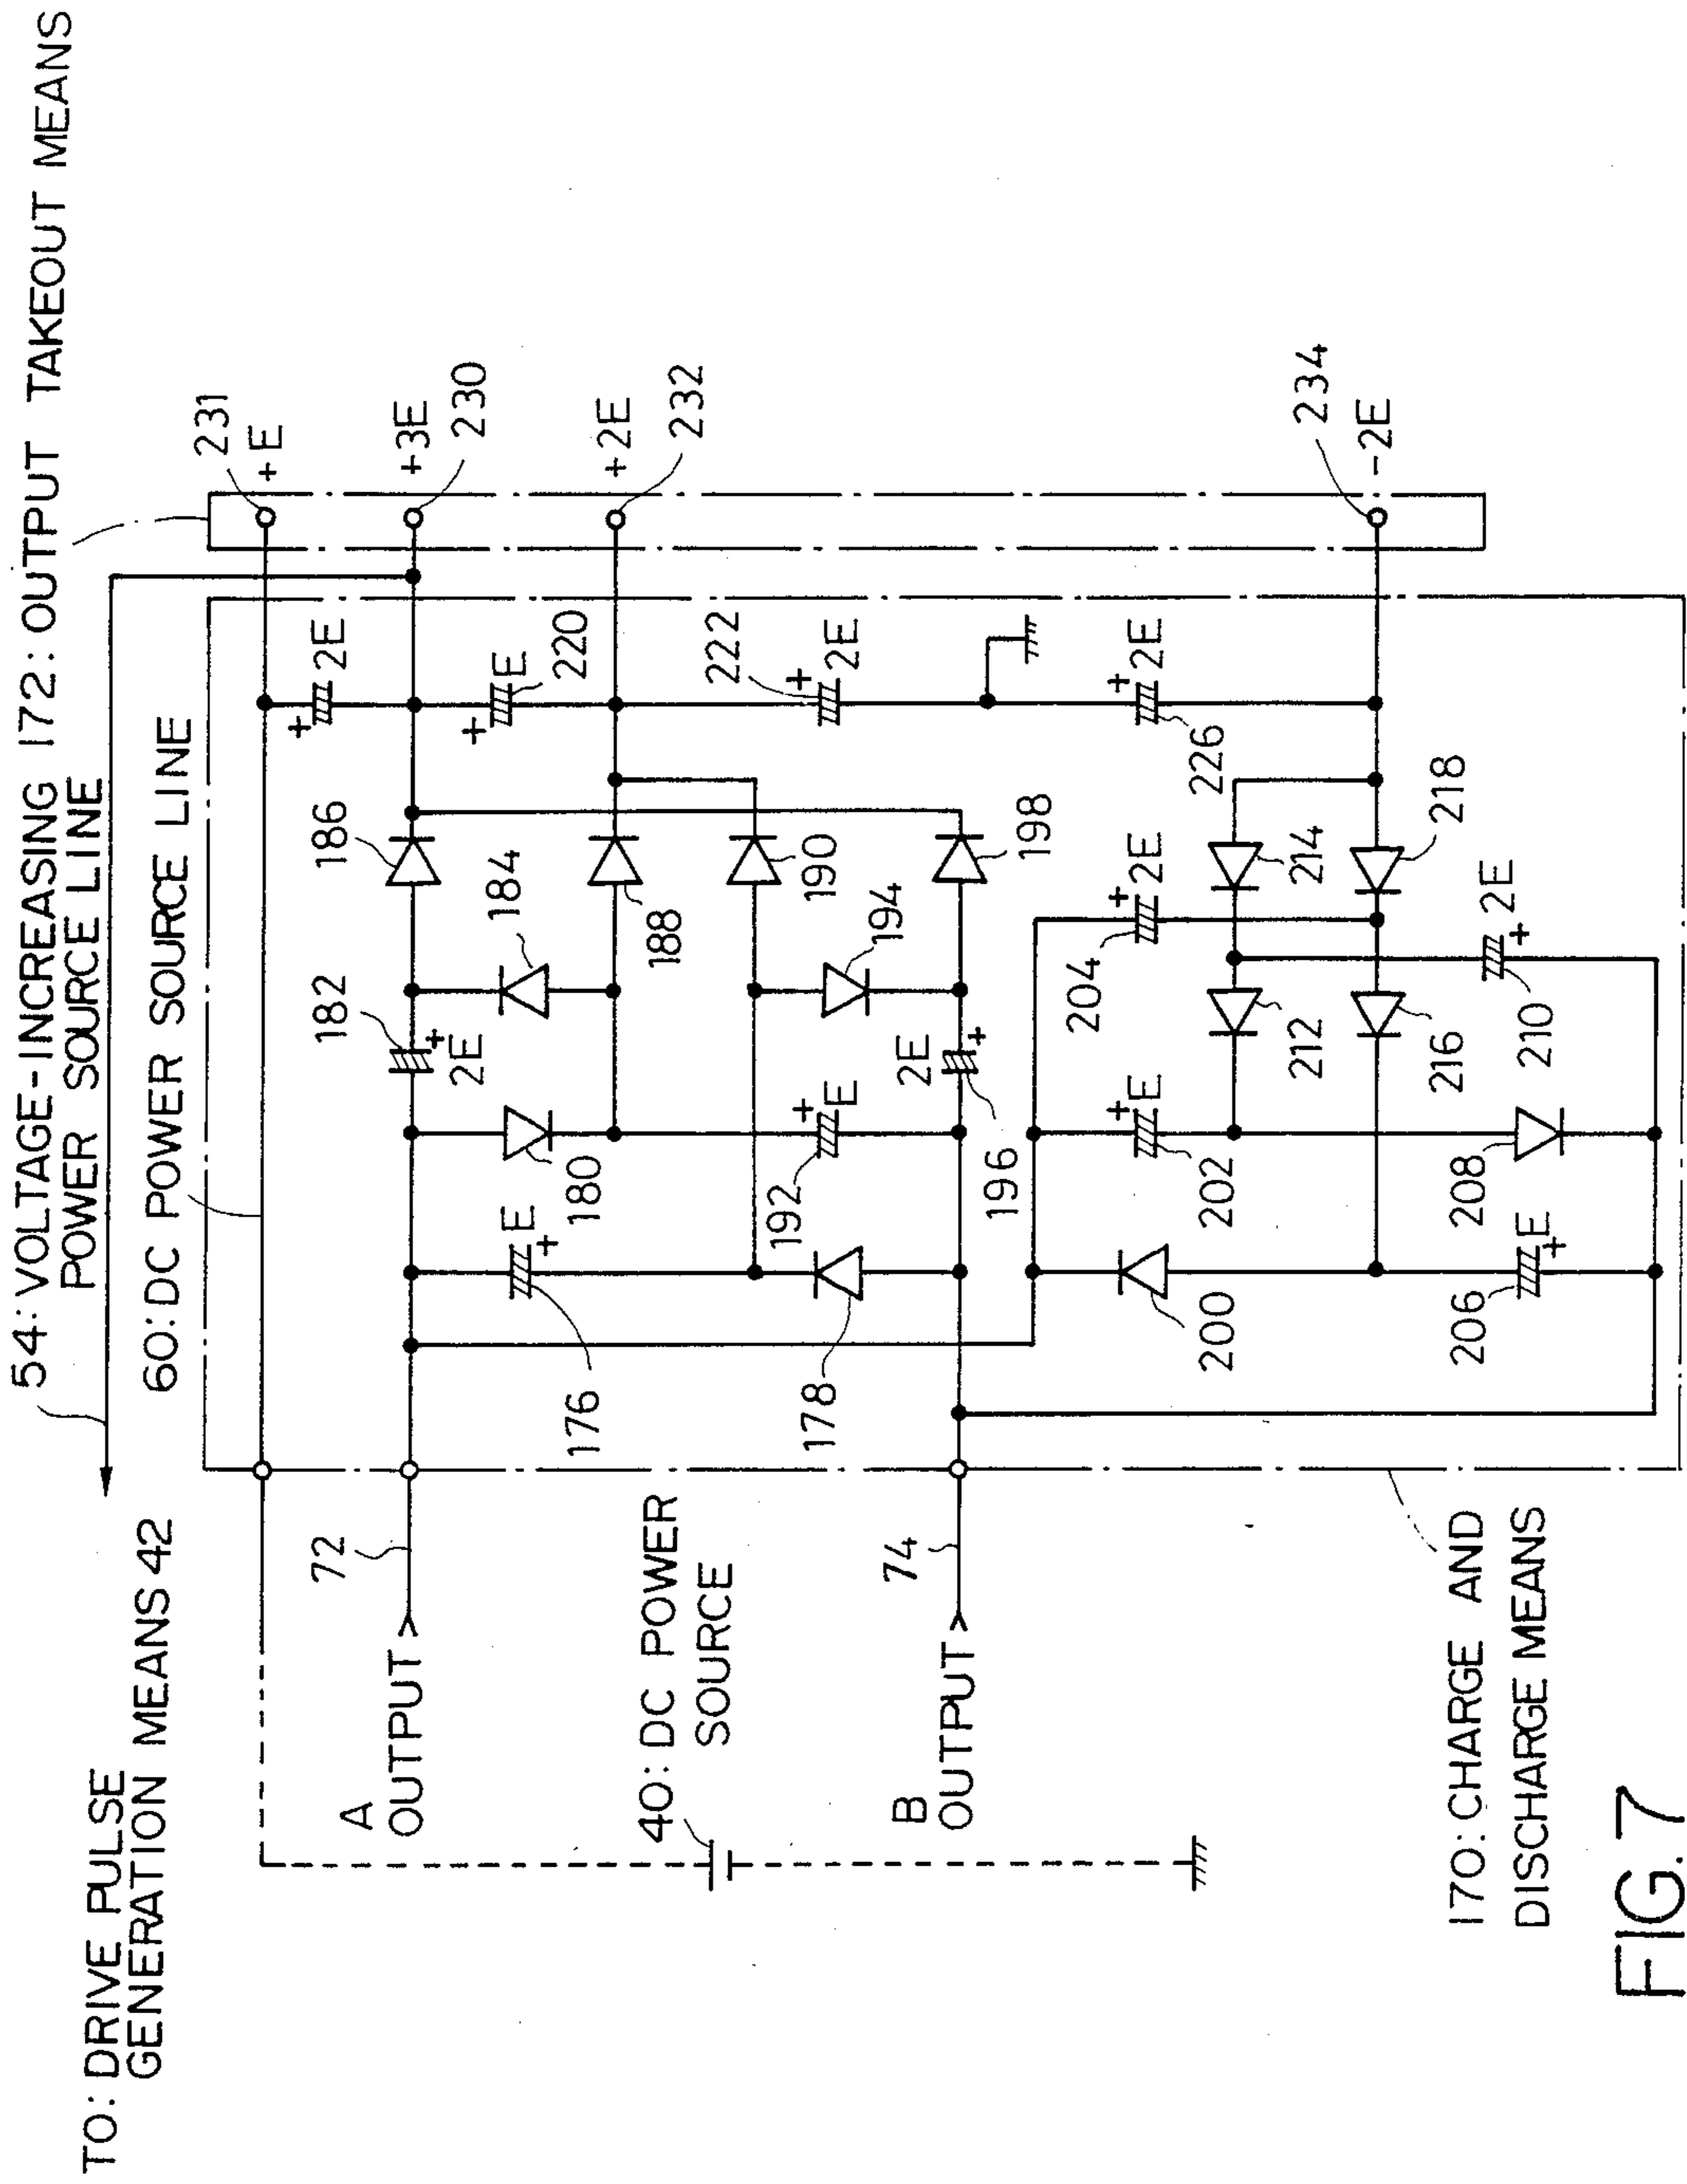 54: VOLTAGE-INCREASING
POWER SOURCE LINE
172: OUTPUT TAKEOUT MEANS
TO: DRIVE PULSE
GENERATION MEANS 42
60: DC POWER SOURCE LINE
231
+E
+2E
+3E
230
186
+E
220
182
+
2E
184
+2E
232
180
188
176
E
+
222
+
2E
190
192
+
E
194
178
2E
+
196
198
72
A
OUTPUT
40: DC POWER
SOURCE
74
B
OUTPUT
204
+
2E
226
+
2E
202
+
E
214
212
218
234
-2E
200
216
210
2E
+
206
E
+
208
170: CHARGE AND
DISCHARGE MEANS
FIG. 7